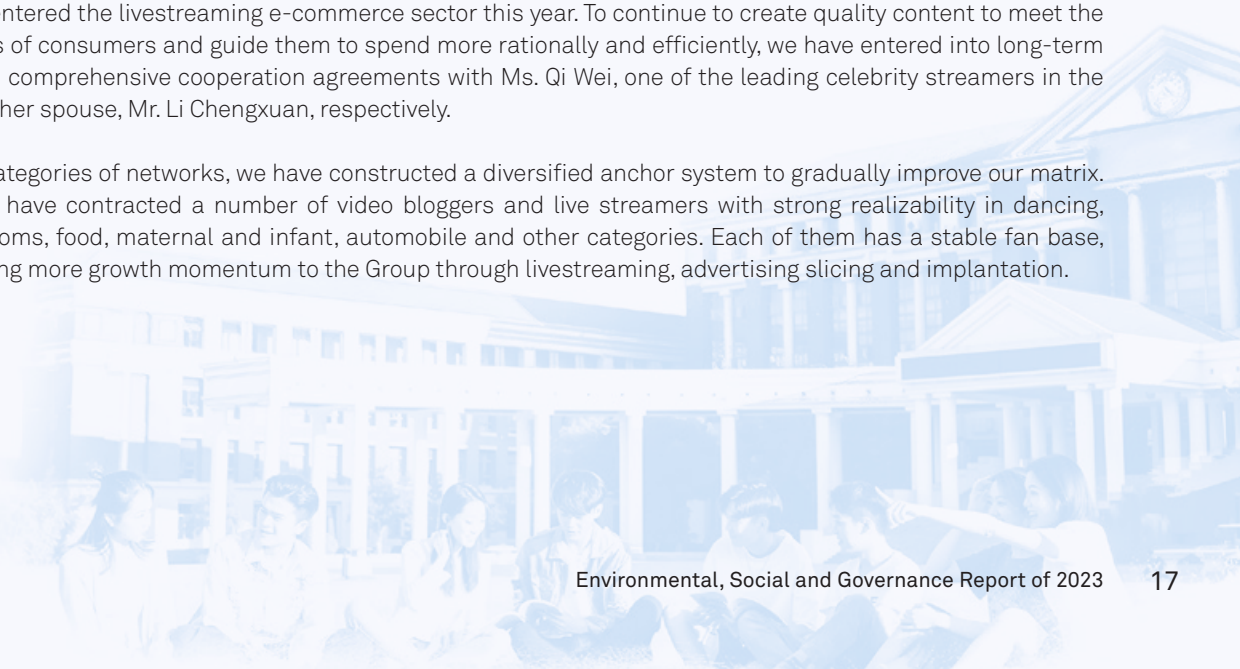 entered the livestreaming e-commerce sector this year. To continue to create quality content to meet the
s of consumers and guide them to spend more rationally and efficiently, we have entered into long-term
comprehensive cooperation agreements with Ms. Qi Wei, one of the leading celebrity streamers in the
her spouse, Mr. Li Chengxuan, respectively.
ategories of networks, we have constructed a diversified anchor system to gradually improve our matrix.
have contracted a number of video bloggers and live streamers with strong realizability in dancing,
oms, food, maternal and infant, automobile and other categories. Each of them has a stable fan base,
ng more growth momentum to the Group through livestreaming, advertising slicing and implantation.
Environmental, Social and Governance Report of 2023 17